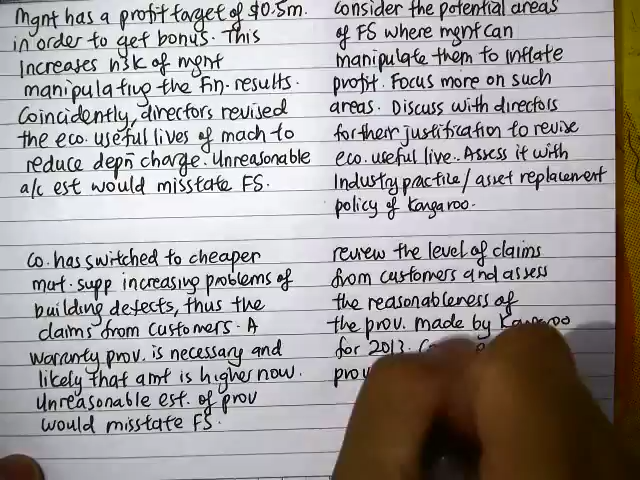 Mgnt has a profit target of $0.5m.
in order to get bonus. This
increases risk of mgnt
manipulating the fin. results.
Coincidently, directors revised
the eco. useful lives of mach to
reduce depn charge. Unreasonable
a/c est would misstate FS.
consider the potential areas
of FS where mgnt can
manipulate them to inflate
profit. Focus more on such
areas. Discuss with directors
for their justification to revise
eco. useful live. Assess it with
Industry practice / asset replacement
policy of Kangaroo.
Co. has switched to cheaper
mat. supp increasing problems of
building defects, thus the
claims from customers. A
warranty prov. is necessary and
likely that amt is higher now.
Unreasonable est. of prov
would misstate FS.
review the level of claims
from customers and assess
the reasonableness of
the prov. made by Kangaroo
for 2013.